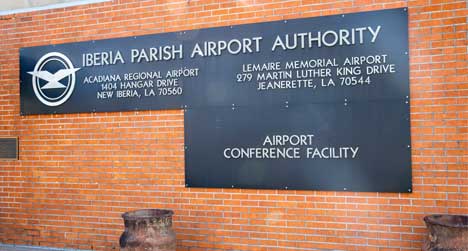 IBERIA PARISH AIRPORT AUTHORITY
ACADIANA REGIONAL AIRPORT
1404 HANGAR DRIVE
NEW IBERIA, LA 70560
LEMAIRE MEMORIAL AIRPORT
279 MARTIN LUTHER KING DRIVE
JEANERETTE, LA 70544
AIRPORT
CONFERENCE FACILITY